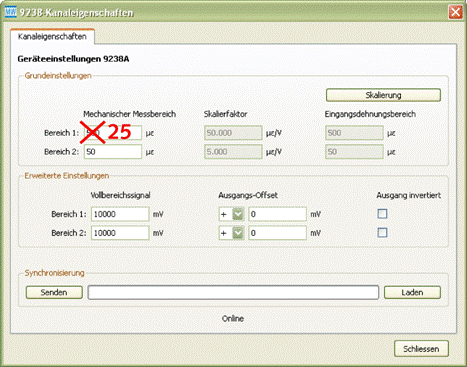 MW 9238-Kanaleigenschaften
Kanaleigenschaften
Geräteeinstellungen 9238A
Grundeinstellungen
Skalierung
Mechanischer Messbereich Skalierfaktor Eingangsdehnungsbereich
Bereich 1: 25 µε 50.000 µε/V 500 µε
Bereich 2: 50 µε 5.000 µε/V 50 µε
Erweiterte Einstellungen
Vollbereichssignal Ausgangs-Offset Ausgang invertiert
Bereich 1: 10000 mV + 0 mV
Bereich 2: 10000 mV + 0 mV
Synchronisierung
Senden Laden
Online
Schliessen